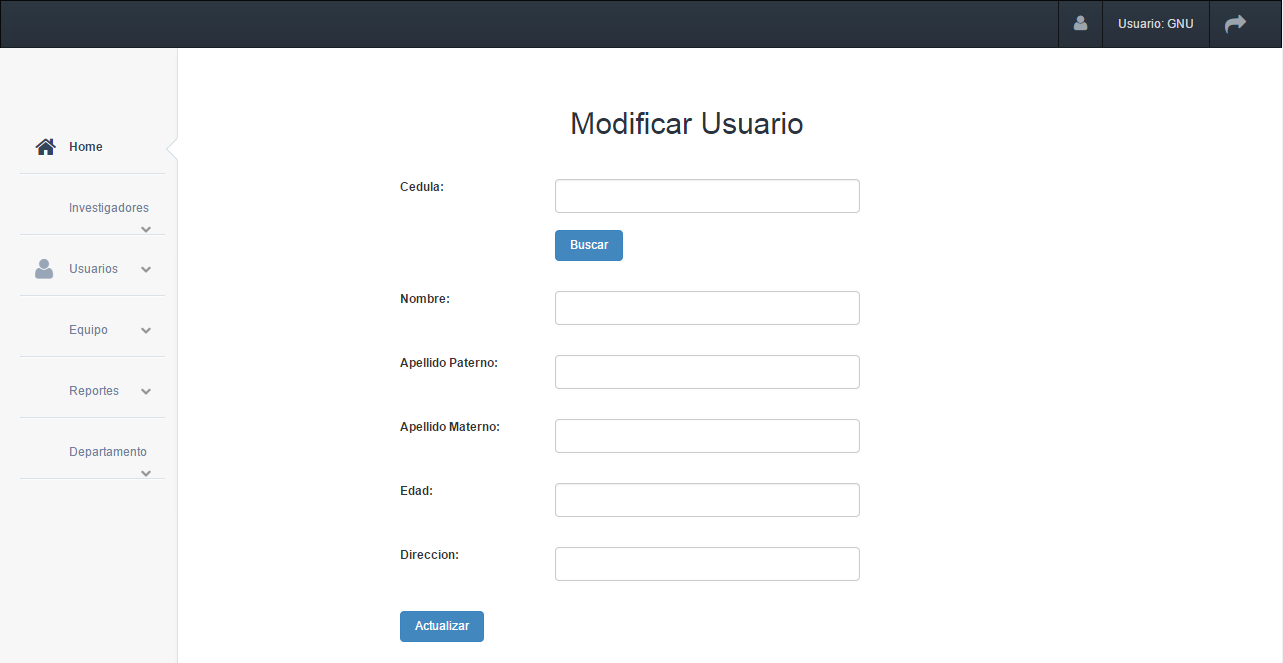 Usuario: GNU
Home
Investigadores
Usuarios
Equipo
Reportes
Departamento
Modificar Usuario
Cedula:
Buscar
Nombre:
Apellido Paterno:
Apellido Materno:
Edad:
Direccion:
Actualizar